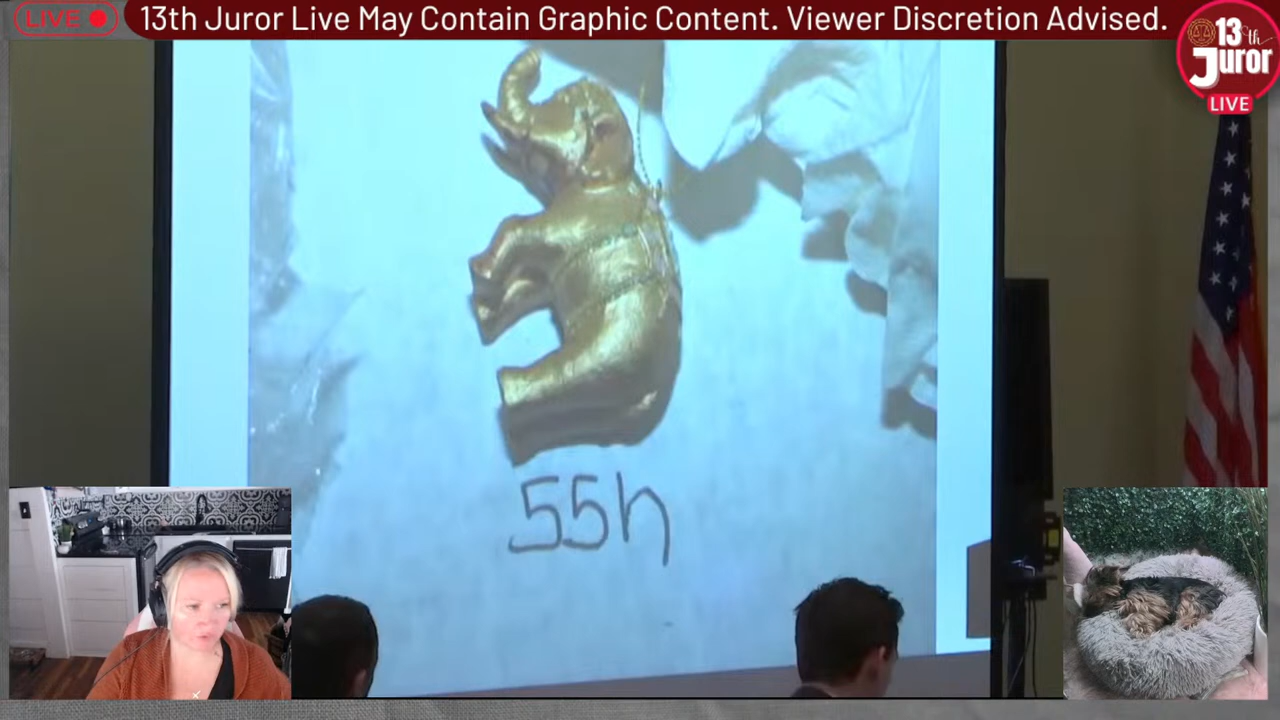 LIVE
13th Juror Live May Contain Graphic Content. Viewer Discretion Advised.
13th
Juror
LIVE
55h